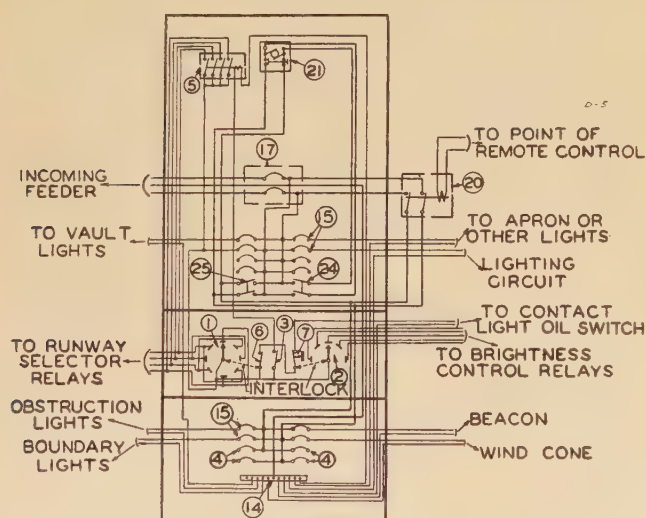 5
21
D-5
17
TO POINT OF
REMOTE CONTROL
INCOMING
FEEDER
20
15
TO VAULT
LIGHTS
TO APRON OR
OTHER LIGHTS
25
24
LIGHTING
CIRCUIT
1
6
3
7
TO CONTACT
LIGHT OIL SWITCH
TO RUNWAY
SELECTOR
RELAYS
2
INTERLOCK
TO BRIGHTNESS
CONTROL RELAYS
OBSTRUCTION
LIGHTS
15
BEACON
BOUNDARY
LIGHTS
4
4
WIND CONE
14